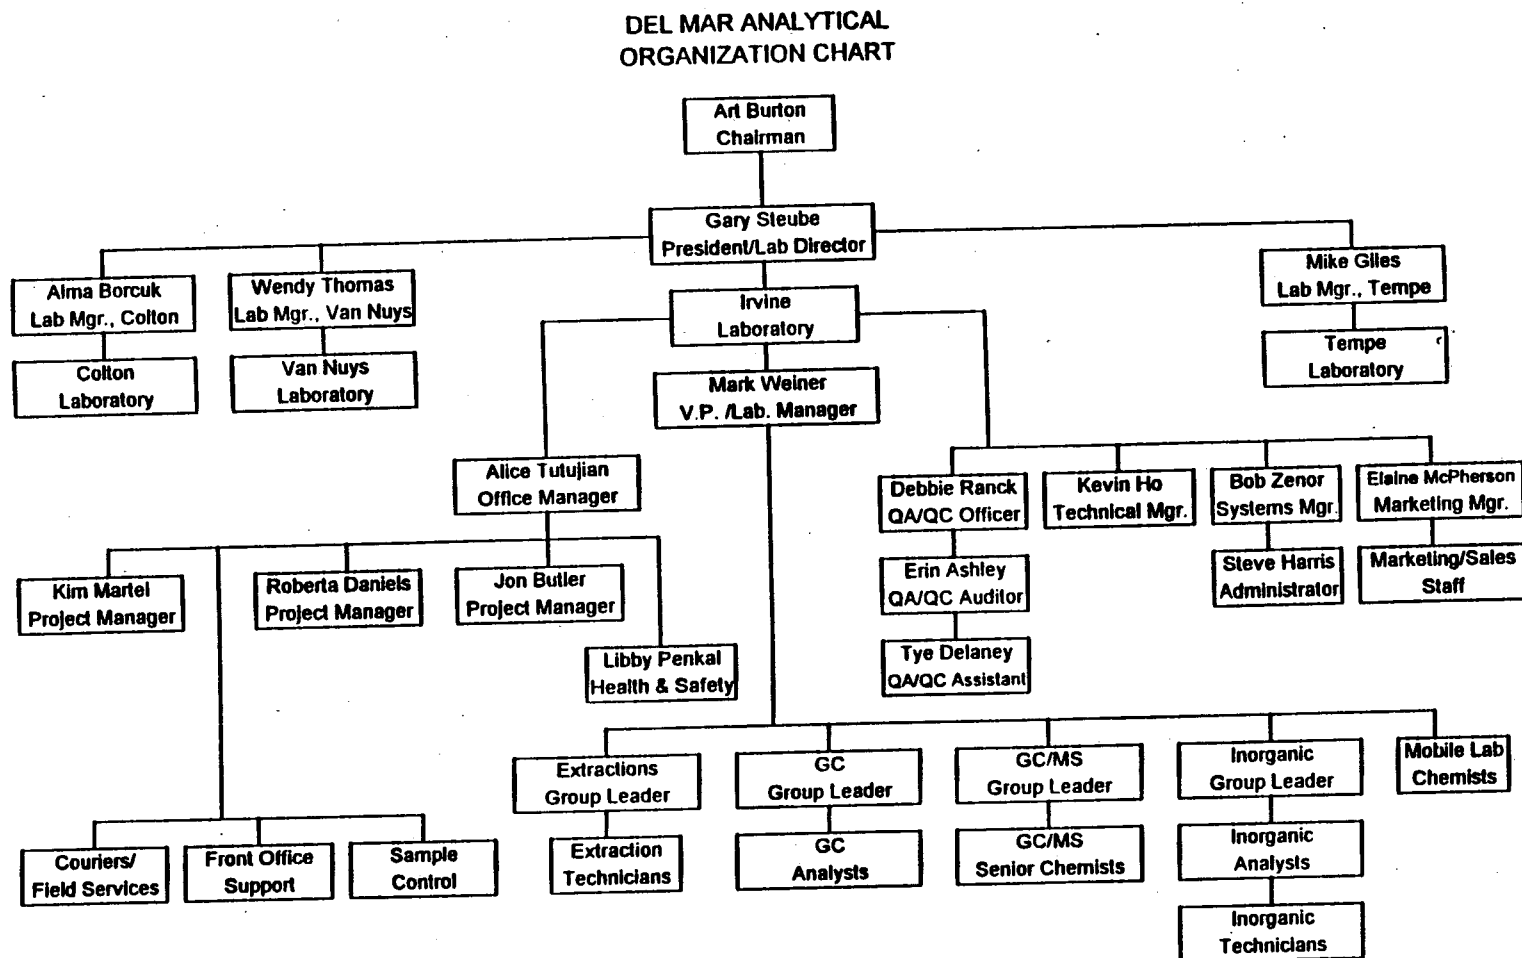 DEL MAR ANALYTICAL
ORGANIZATION CHART
Art Burton
Chairman
Gary Steube
President/Lab Director
Alma Borcuk
Lab Mgr., Colton
Wendy Thomas
Lab Mgr., Van Nuys
Irvine
Laboratory
Mike Giles
Lab Mgr., Tempe
Colton
Laboratory
Van Nuys
Laboratory
Mark Weiner
V.P. /Lab. Manager
Tempe
Laboratory
Alice Tutujian
Office Manager
Debbie Ranck
QA/QC Officer
Kevin Ho
Technical Mgr.
Bob Zenor
Systems Mgr.
Elaine McPherson
Marketing Mgr.
Kim Martel
Project Manager
Roberta Daniels
Project Manager
Jon Butler
Project Manager
Erin Ashley
QA/QC Auditor
Steve Harris
Administrator
Marketing/Sales
Staff
Libby Penkal
Health & Safety
Tye Delaney
QA/QC Assistant
Extractions
Group Leader
GC
Group Leader
GC/MS
Group Leader
Inorganic
Group Leader
Mobile Lab
Chemists
Couriers/
Field Services
Front Office
Support
Sample
Control
Extraction
Technicians
GC
Analysts
GC/MS
Senior Chemists
Inorganic
Analysts
Inorganic
Technicians